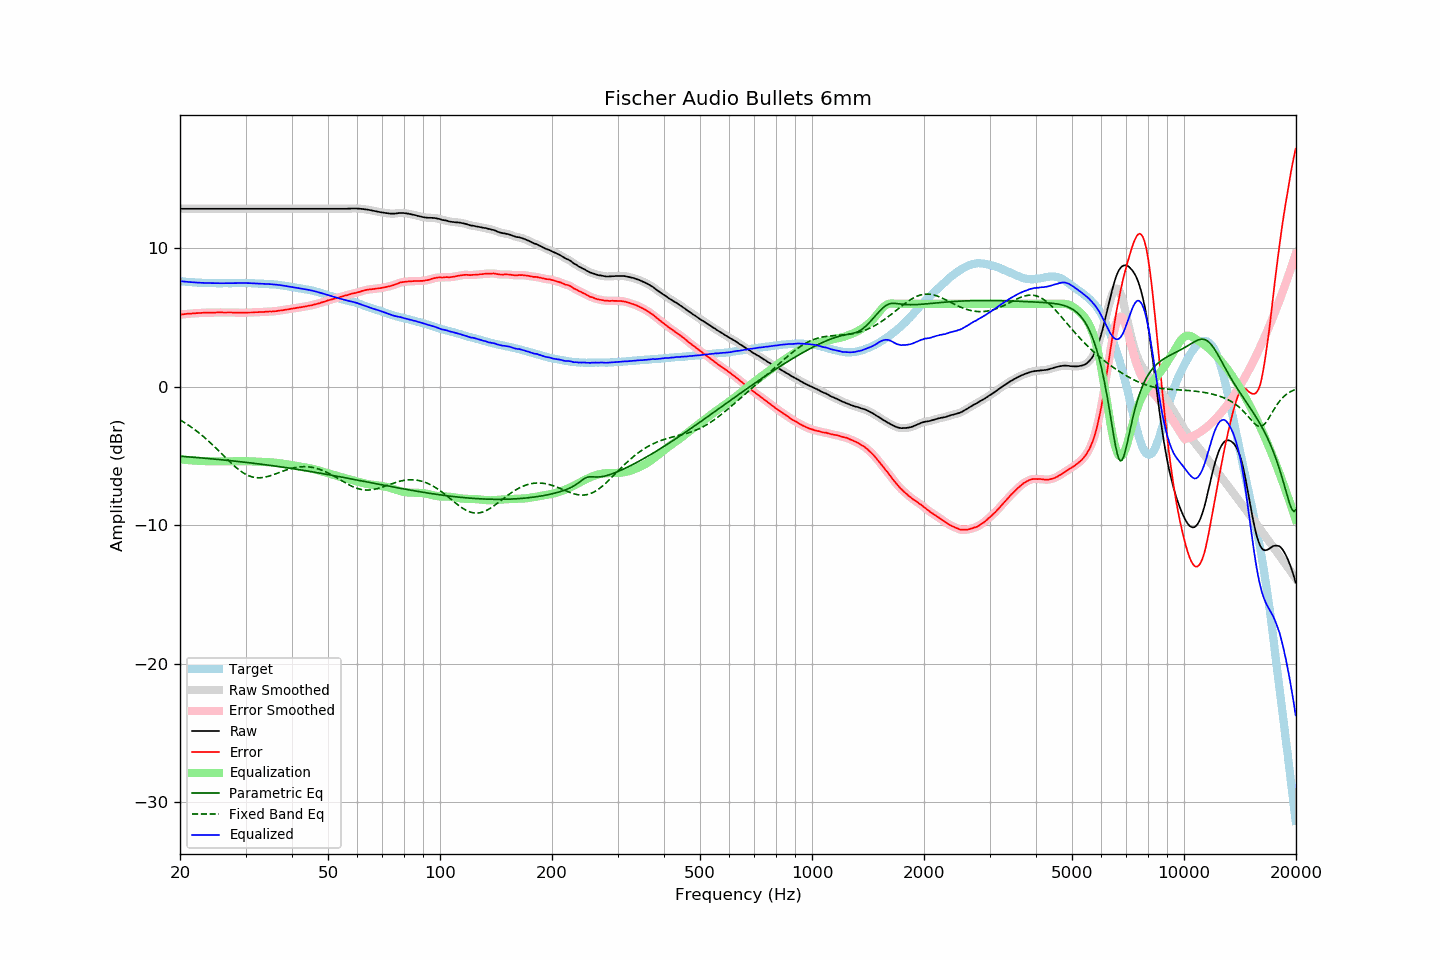 Fischer Audio Bullets 6mm
Amplitude (dBr)
10
0
−10
−20
−30
Target
Raw Smoothed
Error Smoothed
Raw
Error
Equalization
Parametric Eq
Fixed Band Eq
Equalized
20 50 100 200 500 1000 2000 5000 10000 20000
Frequency (Hz)